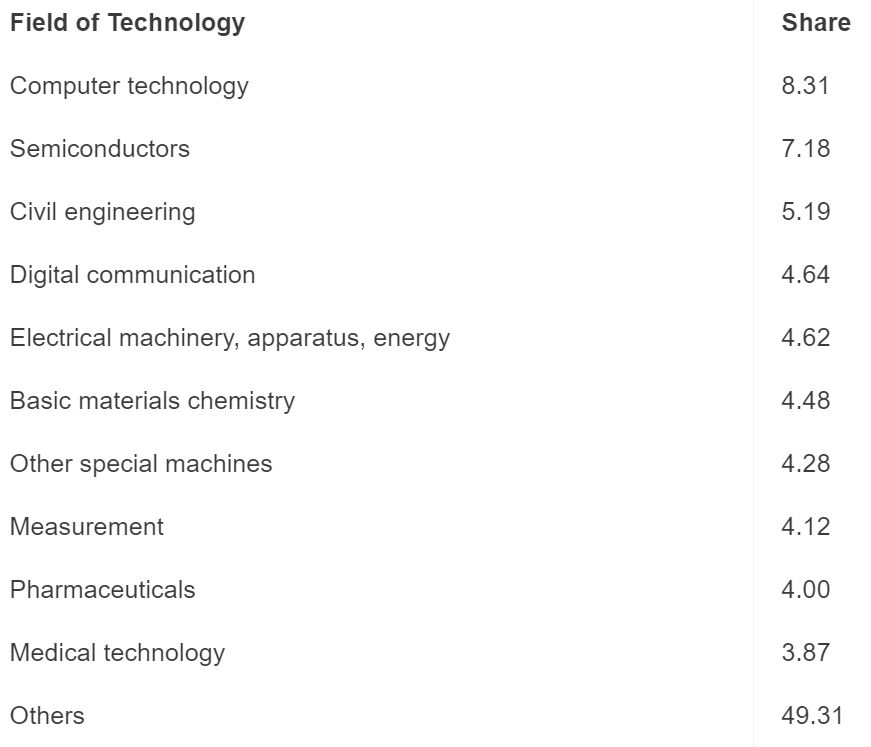 Field of Technology Share
Computer technology 8.31
Semiconductors 7.18
Civil engineering 5.19
Digital communication 4.64
Electrical machinery, apparatus, energy 4.62
Basic materials chemistry 4.48
Other special machines 4.28
Measurement 4.12
Pharmaceuticals 4.00
Medical technology 3.87
Others 49.31